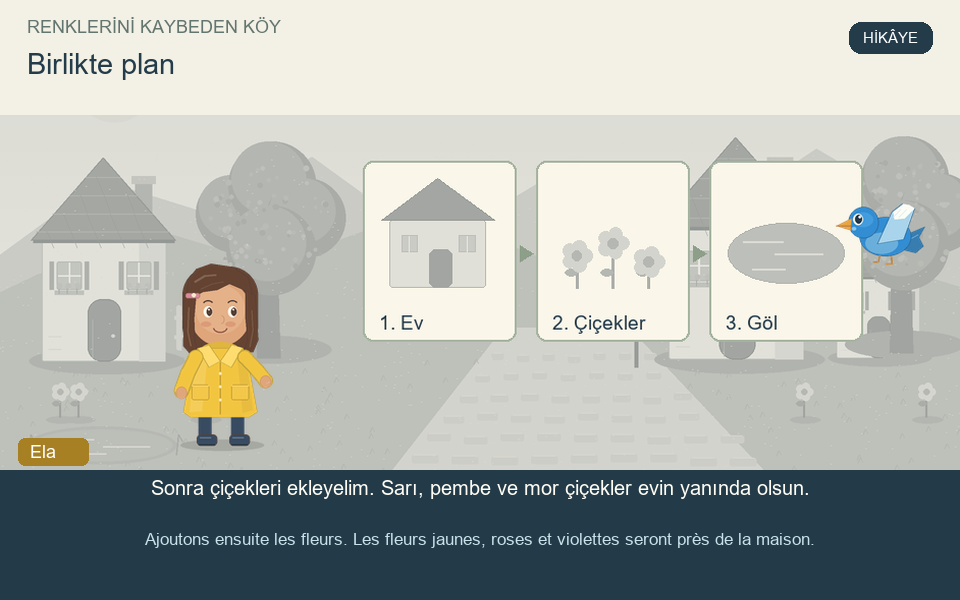 RENKLERİNİ KAYBEDEN KÖY
HİKÂYE
Birlikte plan
1. Ev
2. Çiçekler
3. Göl
Ela
Sonra çiçekleri ekleyelim. Sarı, pembe ve mor çiçekler evin yanında olsun.
Ajoutons ensuite les fleurs. Les fleurs jaunes, roses et violettes seront près de la maison.